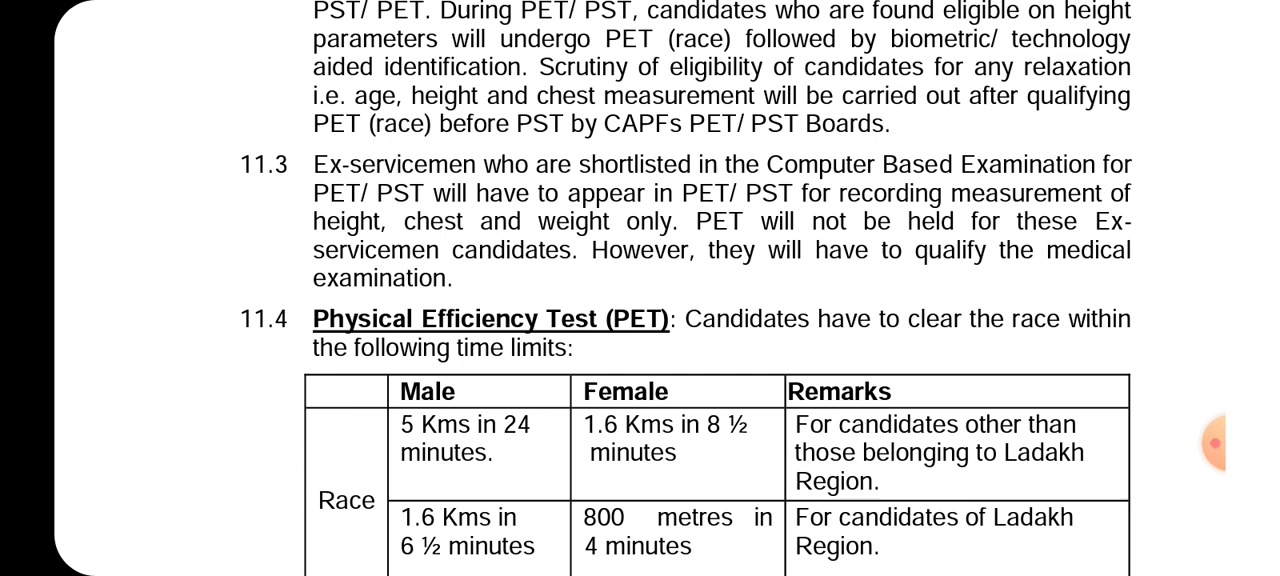 PST/ PET. During PET/ PST, candidates who are found eligible on height
parameters will undergo PET (race) followed by biometric/ technology
aided identification. Scrutiny of eligibility of candidates for any relaxation
i.e. age, height and chest measurement will be carried out after qualifying
PET (race) before PST by CAPFs PET/ PST Boards.
11.3 Ex-servicemen who are shortlisted in the Computer Based Examination for
PET/ PST will have to appear in PET/ PST for recording measurement of
height, chest and weight only. PET will not be held for these Ex-
servicemen candidates. However, they will have to qualify the medical
examination.
11.4 Physical Efficiency Test (PET): Candidates have to clear the race within
the following time limits:
Male Female Remarks
Race
5 Kms in 24
minutes.
1.6 Kms in 8 ½
minutes
For candidates other than
those belonging to Ladakh
Region.
1.6 Kms in
6 ½ minutes
800 metres in
4 minutes
For candidates of Ladakh
Region.